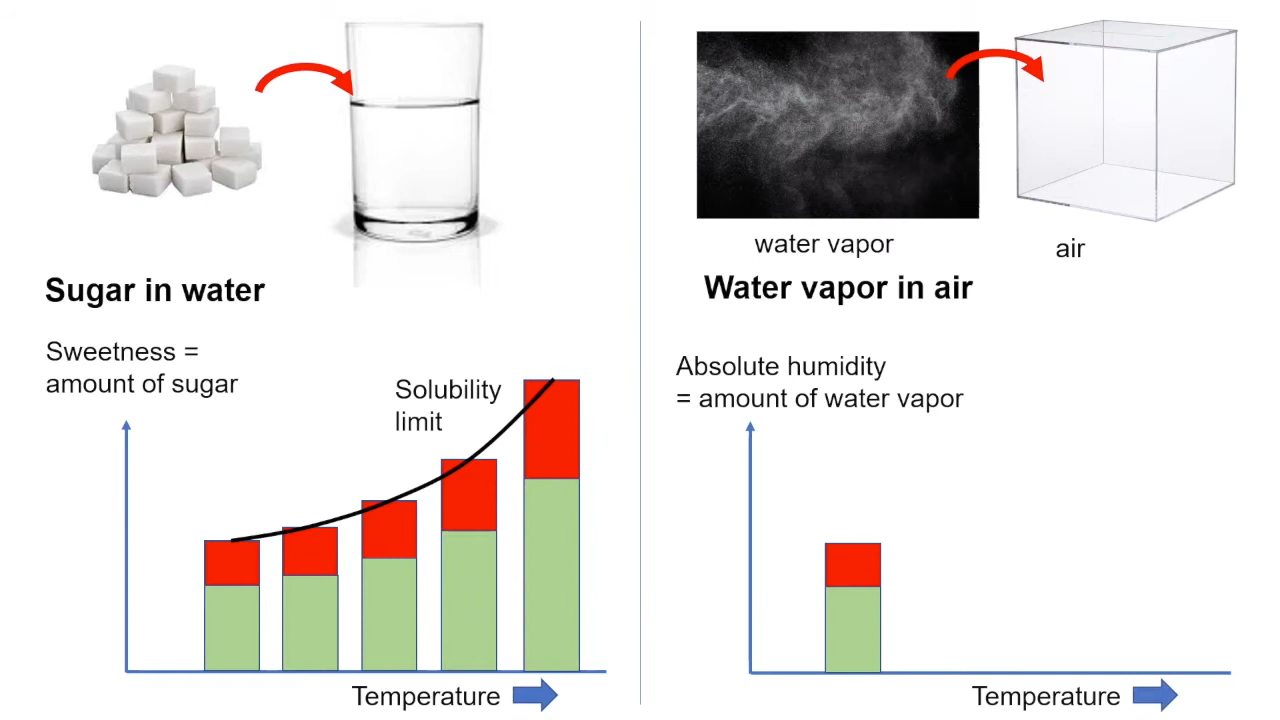 Sugar in water
Sweetness =
amount of sugar
Solubility
limit
Temperature
water vapor
air
Water vapor in air
Absolute humidity
= amount of water vapor
Temperature